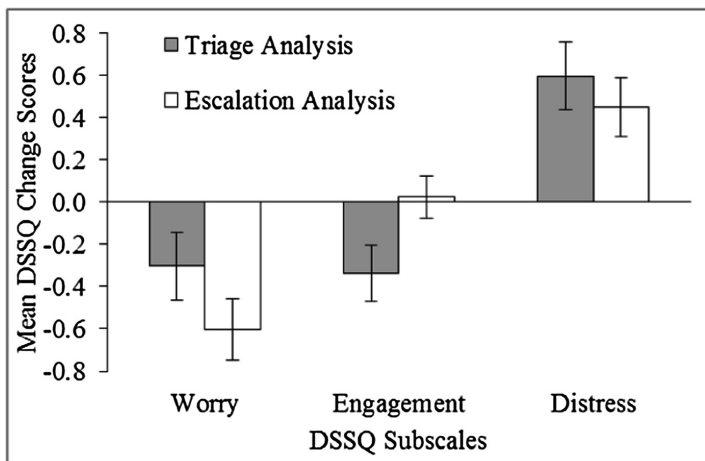 0.8
0.6
0.4
0.2
0.0
-0.2
-0.4
-0.6
-0.8
Mean DSSQ Change Scores
Triage Analysis
Escalation Analysis
Worry Engagement Distress
DSSQ Subscales